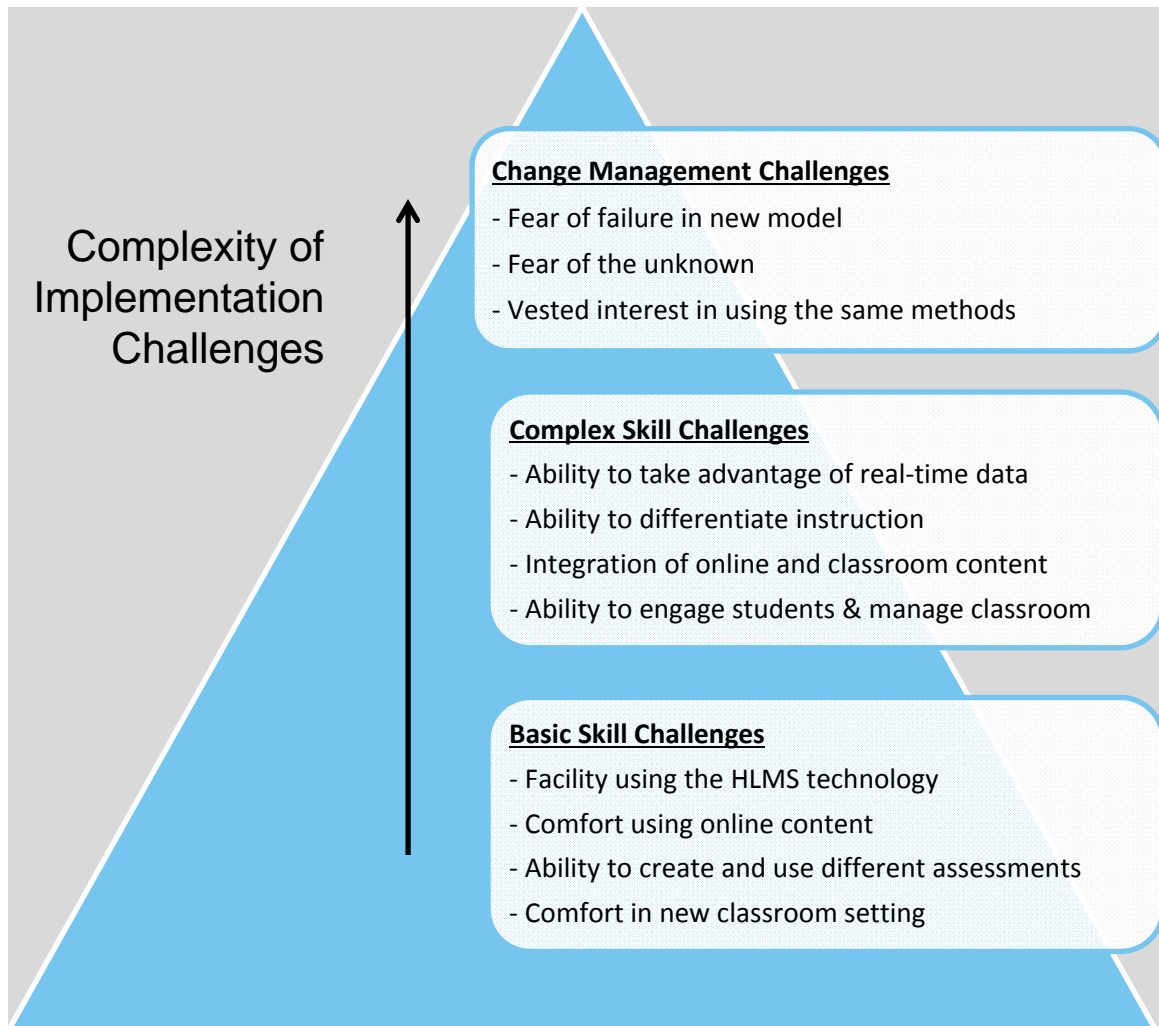 Complexity of
Implementation
Challenges
Change Management Challenges
- Fear of failure in new model
- Fear of the unknown
- Vested interest in using the same methods
Complex Skill Challenges
- Ability to take advantage of real-time data
- Ability to differentiate instruction
- Integration of online and classroom content
- Ability to engage students & manage classroom
Basic Skill Challenges
- Facility using the HLMS technology
- Comfort using online content
- Ability to create and use different assessments
- Comfort in new classroom setting